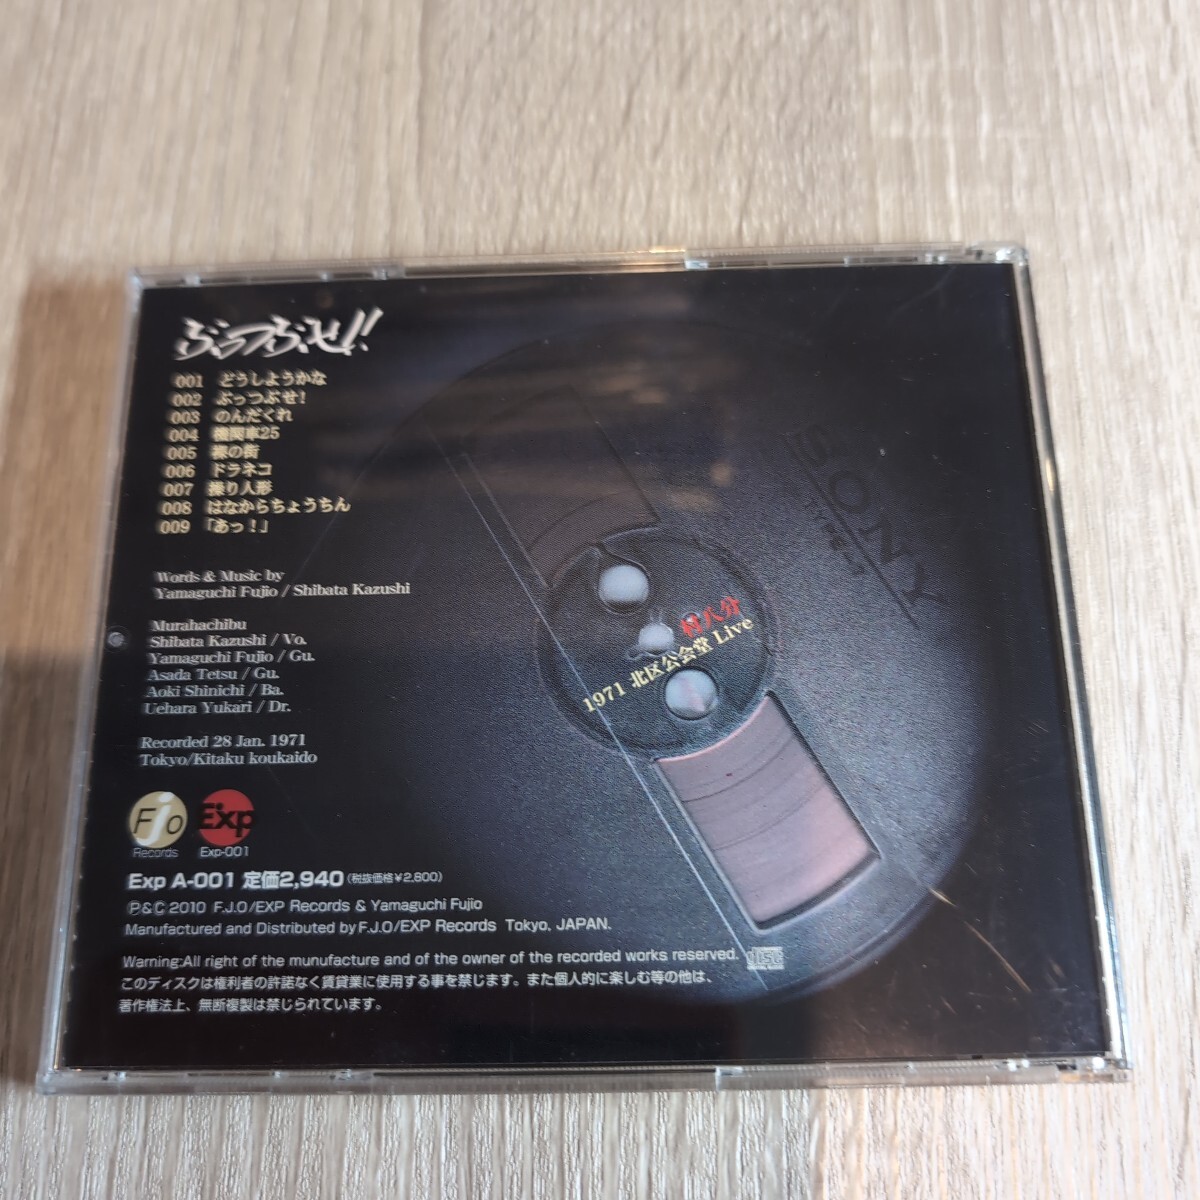 ぶっつぶせ!!
001 どうしようかな
002 ぶっつぶせ!
003 のんだくれ
004 機関車25
005 裸の街
006 ドラネコ
007 操り人形
008 はなからちょうちん
009 「あっ!」
Words & Music by
Yamaguchi Fujio / Shibata Kazushi
Murahachibu
Shibata Kazushi / Vo.
Yamaguchi Fujio / Gu.
Asada Tetsu / Gu.
Aoki Shinichi / Ba.
Uehara Yukari / Dr.
Recorded 28 Jan. 1971
Tokyo/Kitaku koukaido
SONY
村八分
1971 北区公会堂 Live
Fjo
Records
Exp
Exp-001
Exp A-001 定価2,940(税抜価格¥2,800)
Ⓟ&Ⓒ 2010 F.J.O/EXP Records & Yamaguchi Fujio
Manufactured and Distributed by F.J.O/EXP Records Tokyo, JAPAN.
Warning:All right of the munufacture and of the owner of the recorded works reserved.
このディスクは権利者の許諾なく賃貸業に使用する事を禁じます。また個人的に楽しむ等の他は、
著作権法上、無断複製は禁じられています。
disc
DIGITAL AUDIO